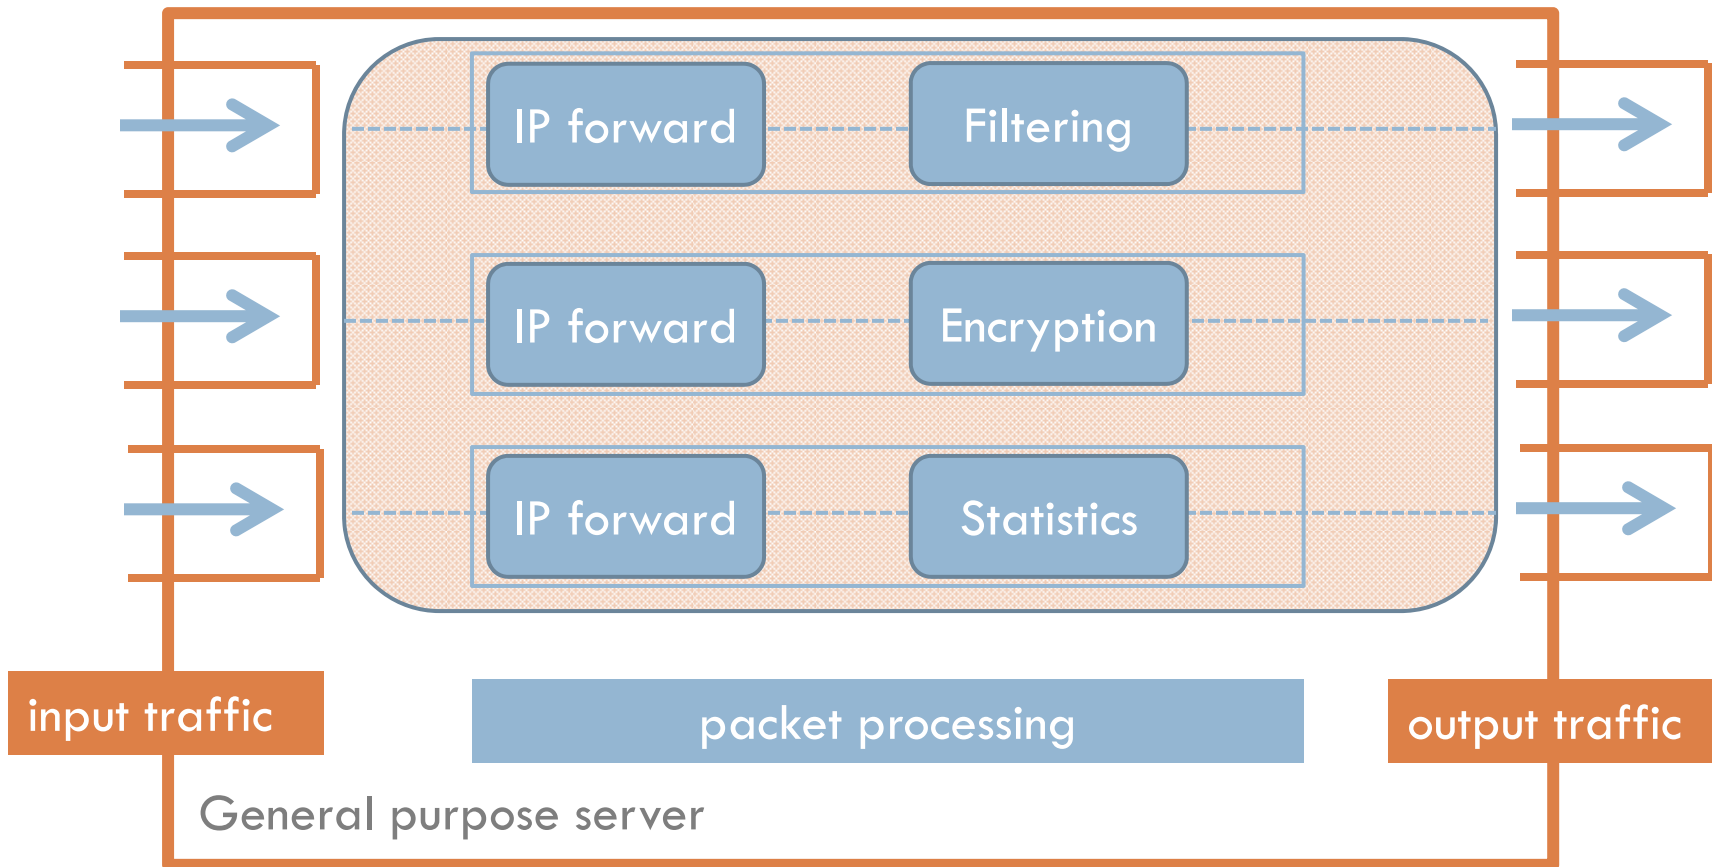 IP forward
Filtering
IP forward
Encryption
IP forward
Statistics
input traffic
packet processing
output traffic
General purpose server